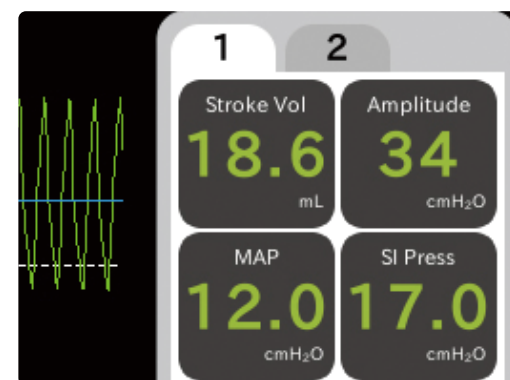 1 2
Stroke Vol Amplitude
18.6 34
mL cmH₂O
MAP SI Press
12.0 17.0
cmH₂O cmH₂O